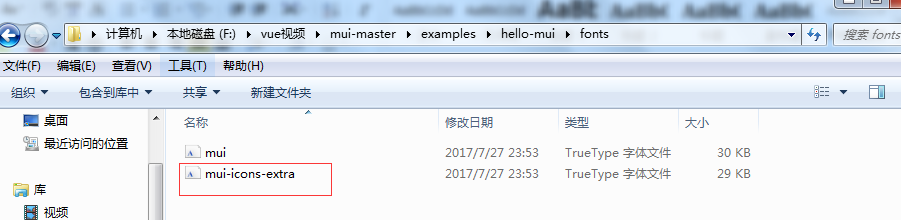 AaBb AaBb
计算机 本地磁盘 (F:) vue视频 mui-master examples hello-mui fonts 搜索 fonts
文件(F) 编辑(E) 查看(V) 工具(T) 帮助(H)
组织 包含到库中 共享 新建文件夹
桌面
最近访问的位置
库
视频
名称 修改日期 类型 大小
mui 2017/7/27 23:53 TrueType 字体文件 30 KB
mui-icons-extra 2017/7/27 23:53 TrueType 字体文件 29 KB